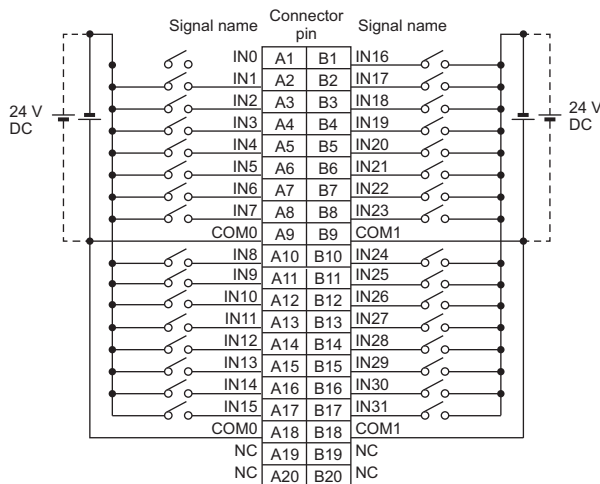 Signal name Connector pin Signal name
24 V DC
24 V DC
IN0 A1 B1 IN16
IN1 A2 B2 IN17
IN2 A3 B3 IN18
IN3 A4 B4 IN19
IN4 A5 B5 IN20
IN5 A6 B6 IN21
IN6 A7 B7 IN22
IN7 A8 B8 IN23
COM0 A9 B9 COM1
IN8 A10 B10 IN24
IN9 A11 B11 IN25
IN10 A12 B12 IN26
IN11 A13 B13 IN27
IN12 A14 B14 IN28
IN13 A15 B15 IN29
IN14 A16 B16 IN30
IN15 A17 B17 IN31
COM0 A18 B18 COM1
NC A19 B19 NC
NC A20 B20 NC